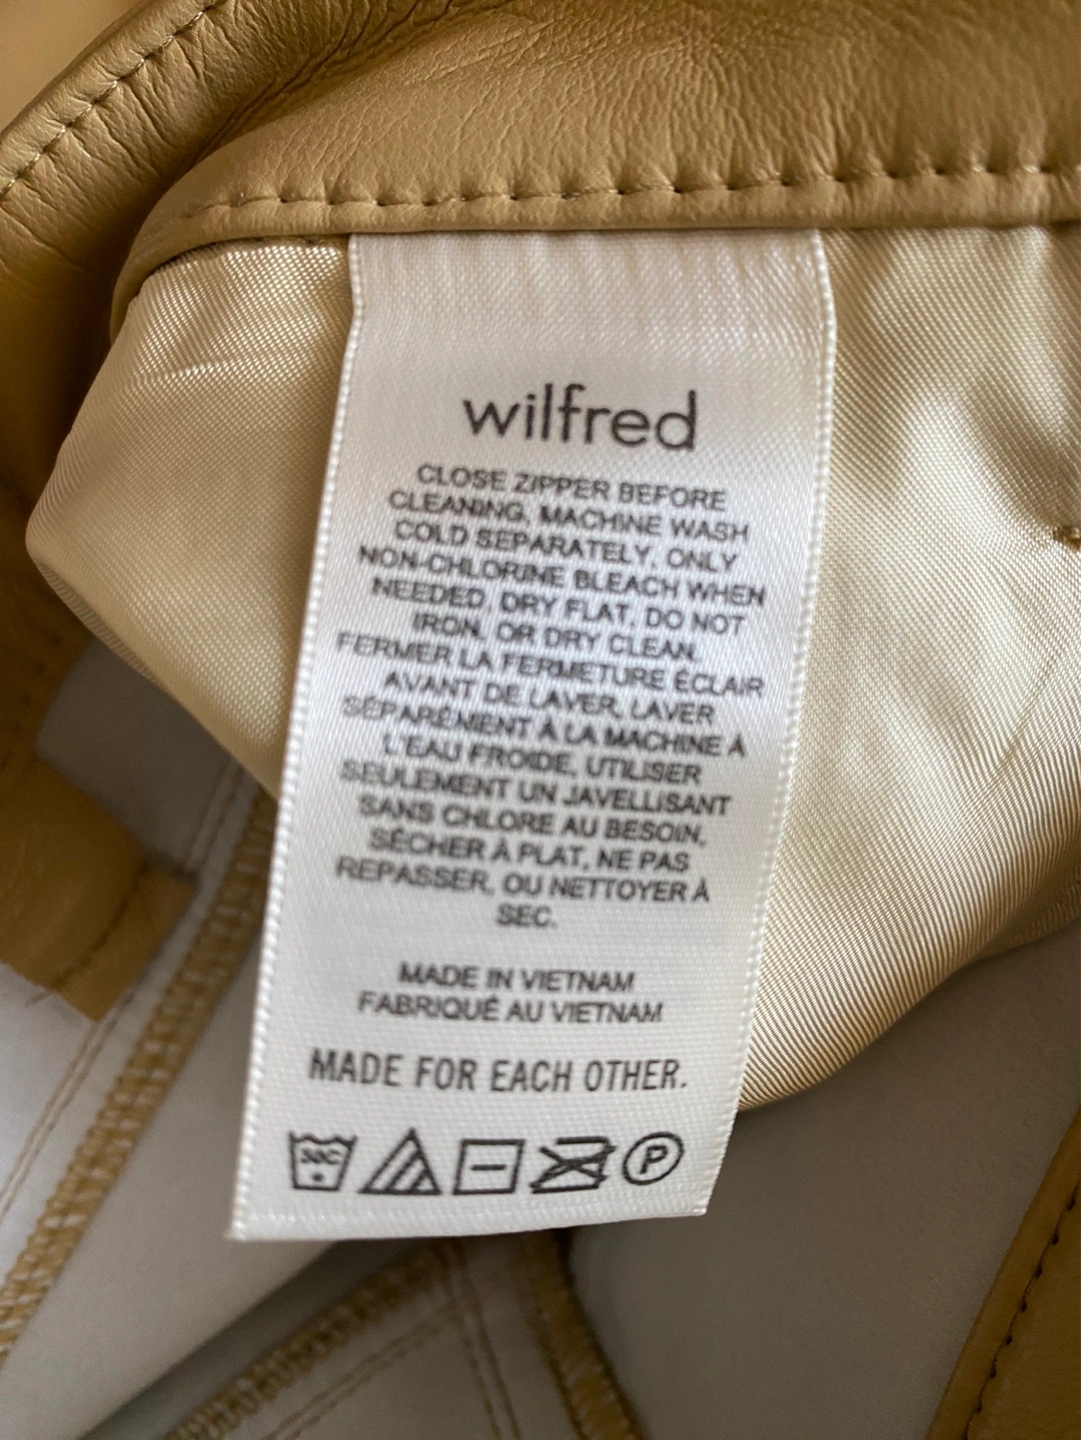 wilfred
CLOSE ZIPPER BEFORE
CLEANING, MACHINE WASH
COLD SEPARATELY, ONLY
NON-CHLORINE BLEACH WHEN
NEEDED, DRY FLAT, DO NOT
IRON, OR DRY CLEAN.
FERMER LA FERMETURE ÉCLAIR
AVANT DE LAVER, LAVER
SÉPARÉMENT À LA MACHINE À
L'EAU FROIDE, UTILISER
SEULEMENT UN JAVELLISANT
SANS CHLORE AU BESOIN,
SÉCHER À PLAT, NE PAS
REPASSER, OU NETTOYER À
SEC.
MADE IN VIETNAM
FABRIQUÉ AU VIETNAM
MADE FOR EACH OTHER.
30C P